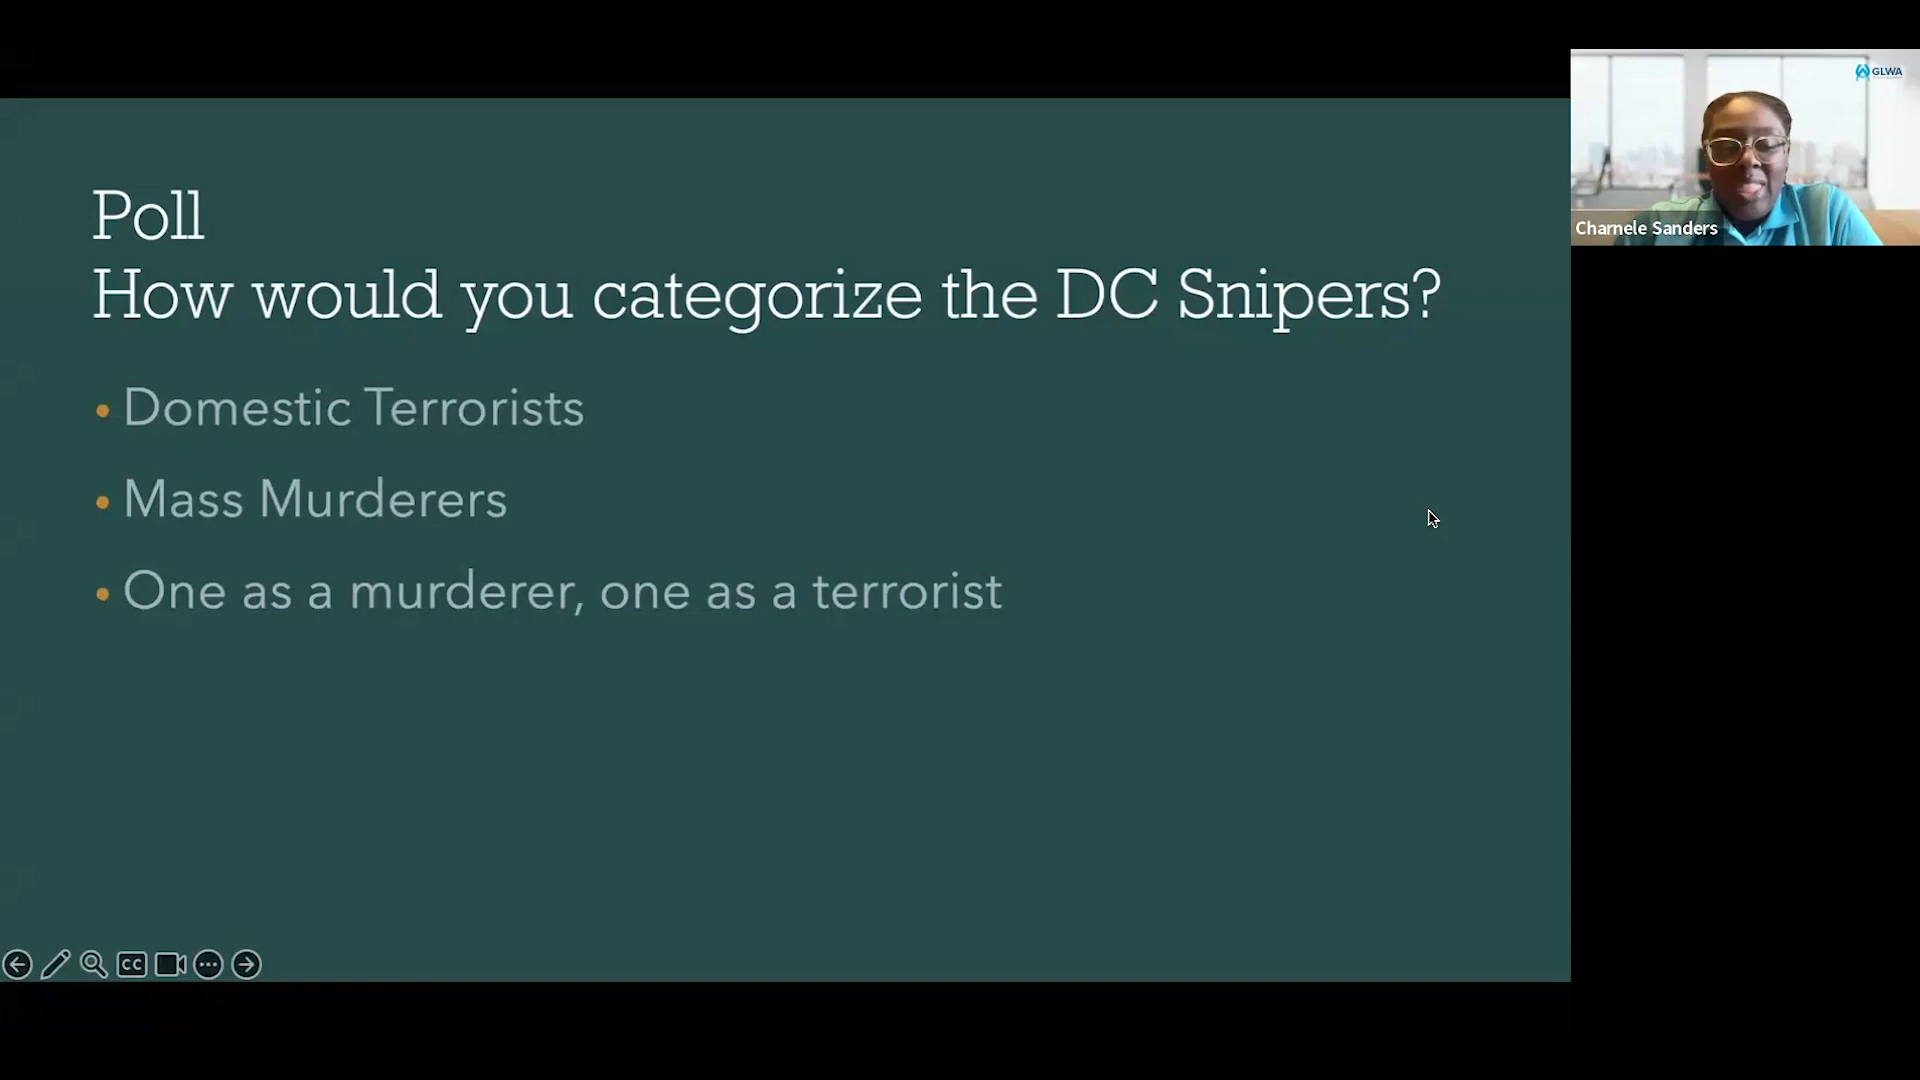 Poll
How would you categorize the DC Snipers?
• Domestic Terrorists
• Mass Murderers
• One as a murderer, one as a terrorist
GLWA
Charnele Sanders
CC